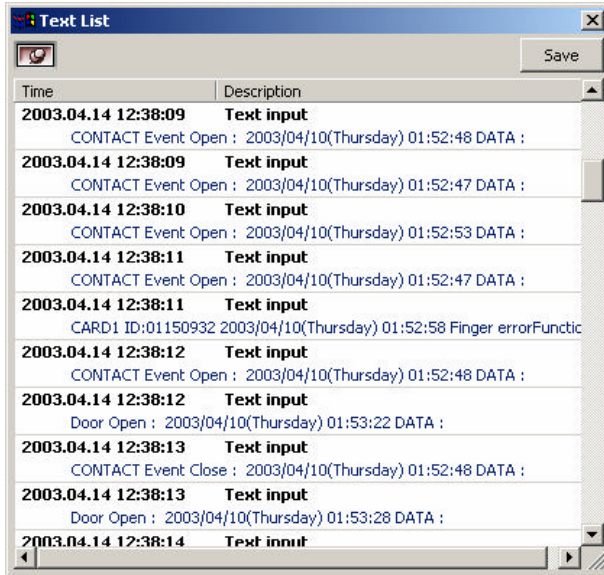 Text List
Save
Time Description
2003.04.14 12:38:09 Text input
CONTACT Event Open : 2003/04/10(Thursday) 01:52:48 DATA :
2003.04.14 12:38:09 Text input
CONTACT Event Open : 2003/04/10(Thursday) 01:52:47 DATA :
2003.04.14 12:38:10 Text input
CONTACT Event Open : 2003/04/10(Thursday) 01:52:53 DATA :
2003.04.14 12:38:11 Text input
CONTACT Event Open : 2003/04/10(Thursday) 01:52:47 DATA :
2003.04.14 12:38:11 Text input
CARD1 ID:01150932 2003/04/10(Thursday) 01:52:58 Finger errorFunctic
2003.04.14 12:38:12 Text input
CONTACT Event Open : 2003/04/10(Thursday) 01:52:48 DATA :
2003.04.14 12:38:12 Text input
Door Open : 2003/04/10(Thursday) 01:53:22 DATA :
2003.04.14 12:38:13 Text input
CONTACT Event Close : 2003/04/10(Thursday) 01:52:48 DATA :
2003.04.14 12:38:13 Text input
Door Open : 2003/04/10(Thursday) 01:53:28 DATA :
2003.04.14 12:38:14 Text input